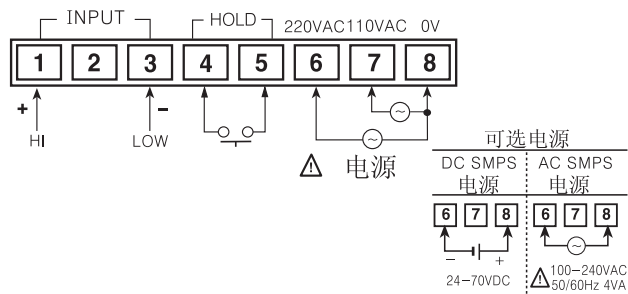 INPUT HOLD 220VAC 110VAC 0V
1 2 3 4 5 6 7 8
+ −
HI LOW
⚠ 电源
可选电源
DC SMPS AC SMPS
电源 电源
6 7 8 6 7 8
− +
24−70VDC ⚠ 100−240VAC
50/60Hz 4VA